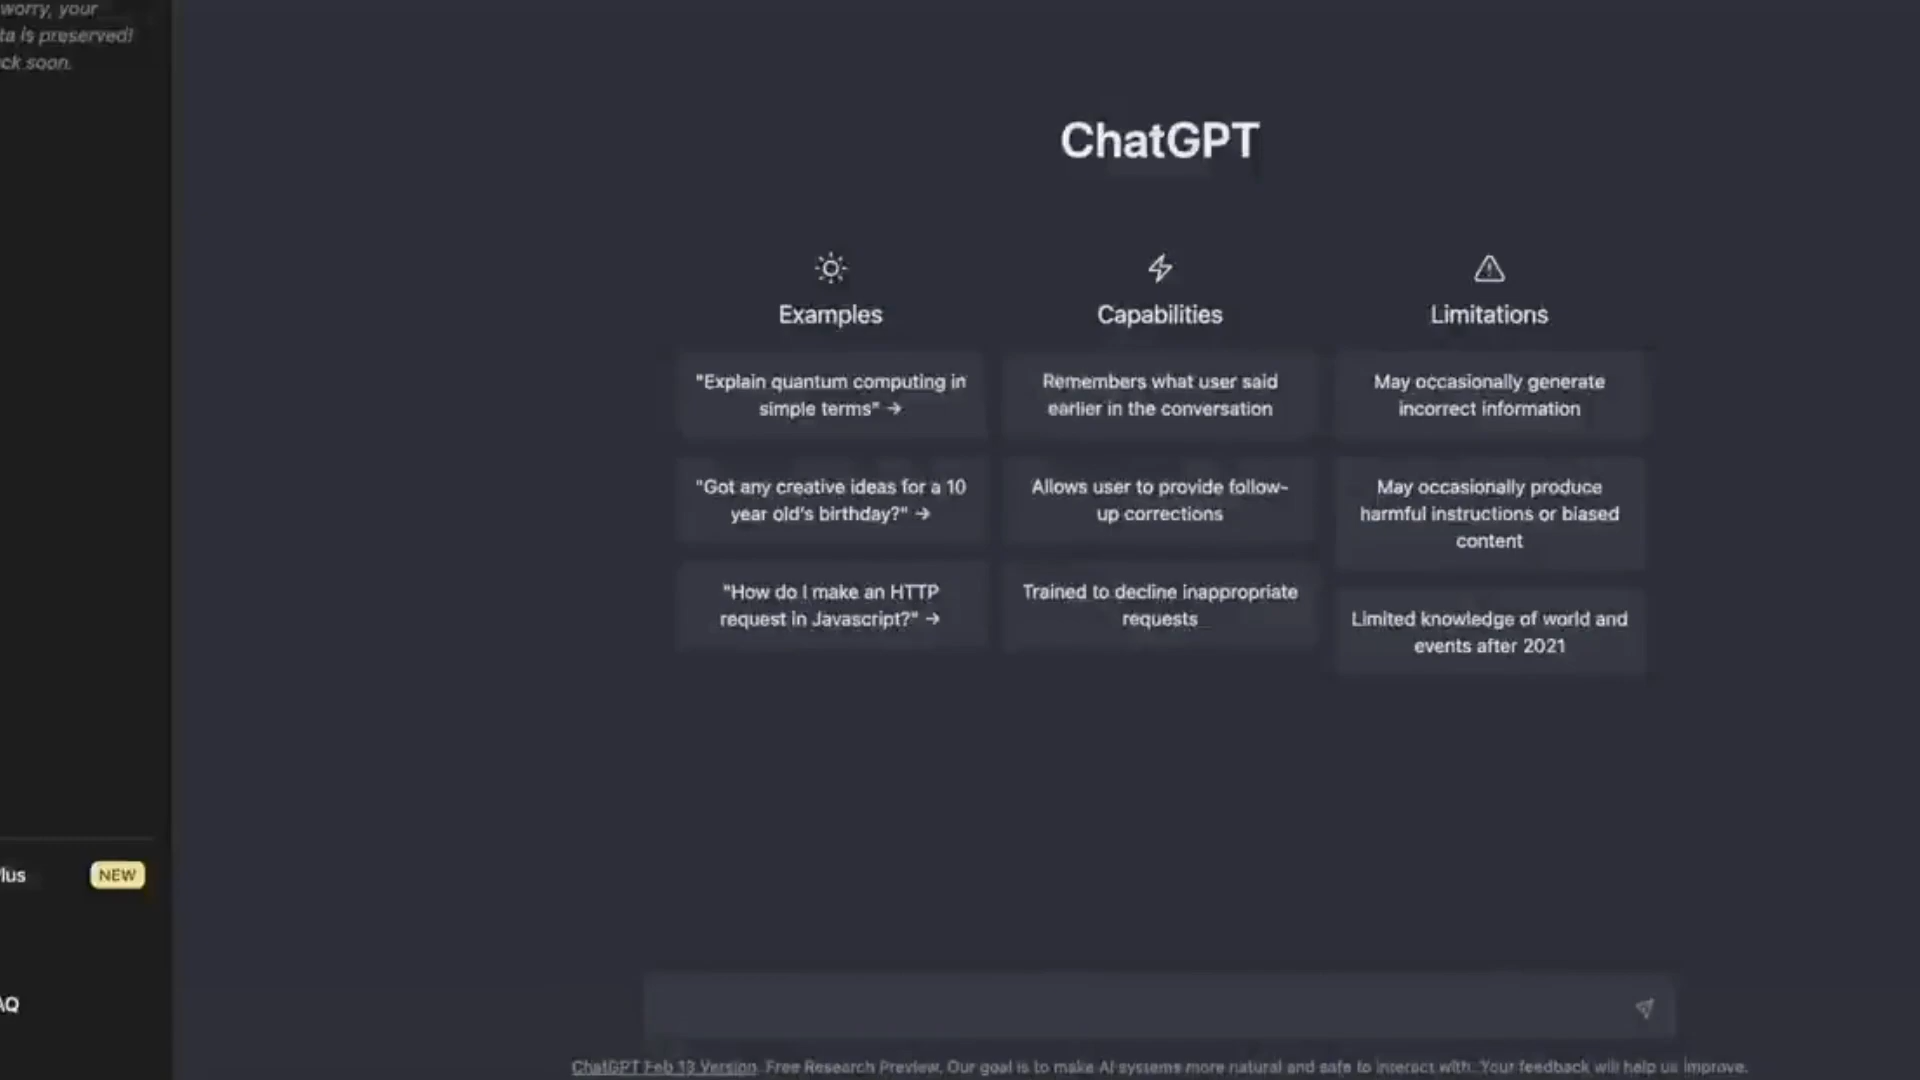 worry, your
ta is preserved!
ck soon.
ChatGPT
Examples
"Explain quantum computing in
simple terms" →
"Got any creative ideas for a 10
year old's birthday?" →
"How do I make an HTTP
request in Javascript?" →
Capabilities
Remembers what user said
earlier in the conversation
Allows user to provide follow-
up corrections
Trained to decline inappropriate
requests
Limitations
May occasionally generate
incorrect information
May occasionally produce
harmful instructions or biased
content
Limited knowledge of world and
events after 2021
lus NEW
AQ
ChatGPT Feb 13 Version. Free Research Preview. Our goal is to make AI systems more natural and safe to interact with. Your feedback will help us improve.